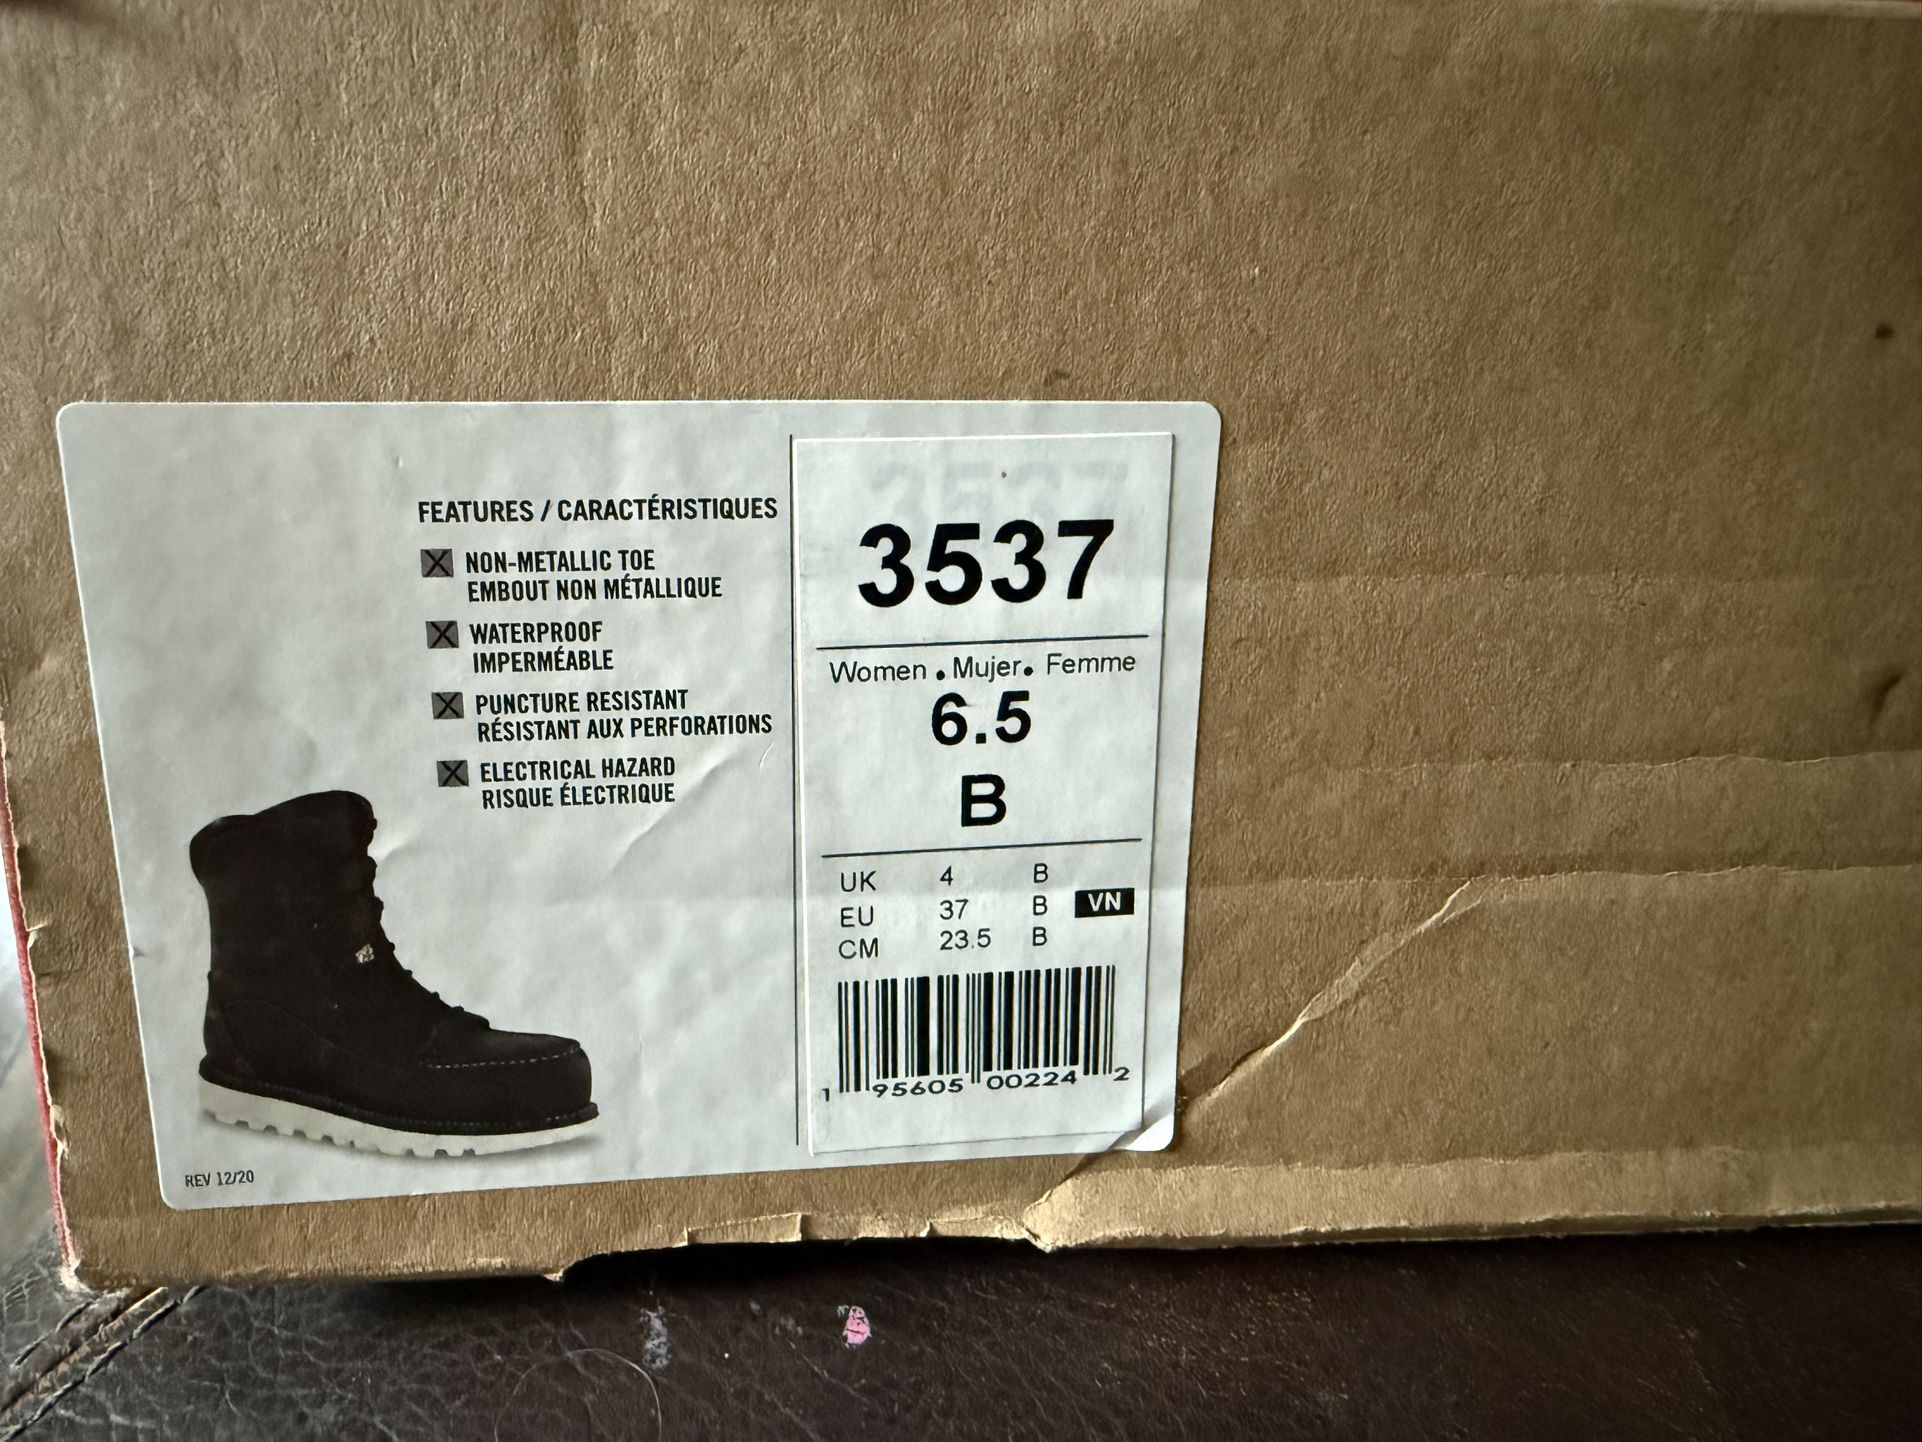 FEATURES / CARACTÉRISTIQUES
NON-METALLIC TOE
EMBOUT NON MÉTALLIQUE
WATERPROOF
IMPERMÉABLE
PUNCTURE RESISTANT
RÉSISTANT AUX PERFORATIONS
ELECTRICAL HAZARD
RISQUE ÉLECTRIQUE
REV 12/20
3537
Women . Mujer. Femme
6.5
B
UK 4 B
EU 37 B VN
CM 23.5 B
1 95605 00224 2